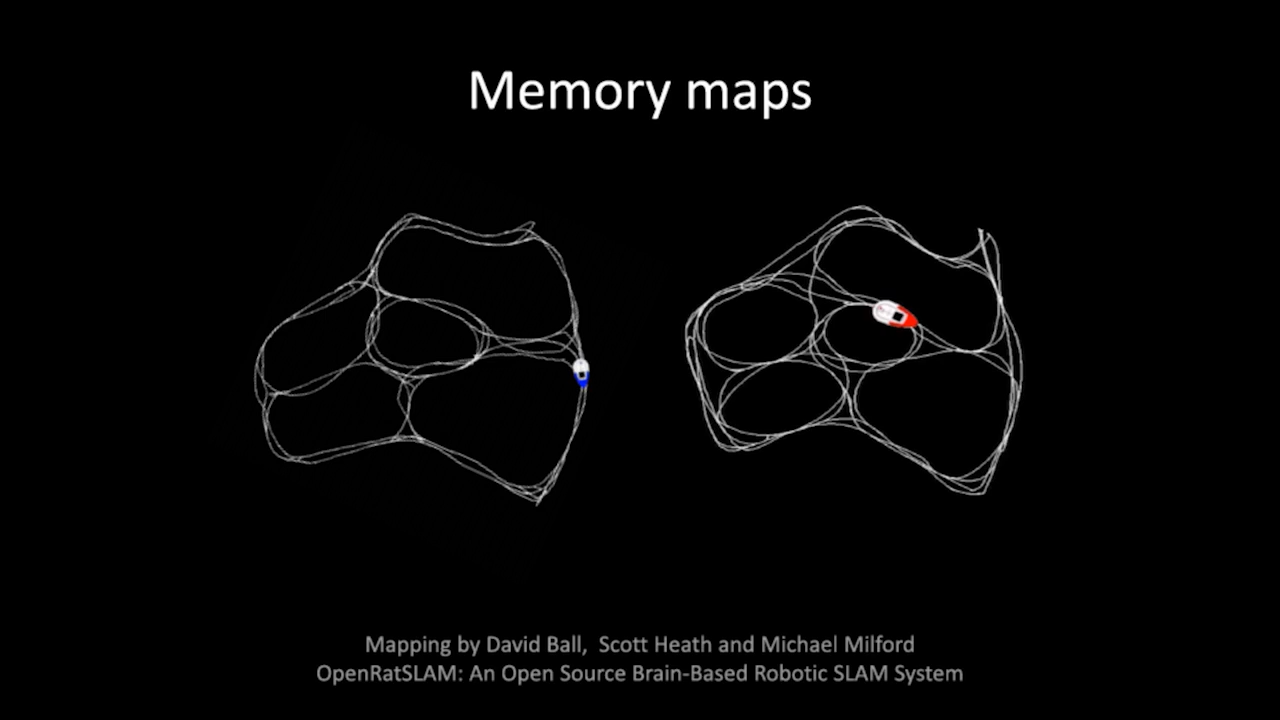 Memory maps
Mapping by David Ball,  Scott Heath and Michael Milford
OpenRatSLAM: An Open Source Brain-Based Robotic SLAM System